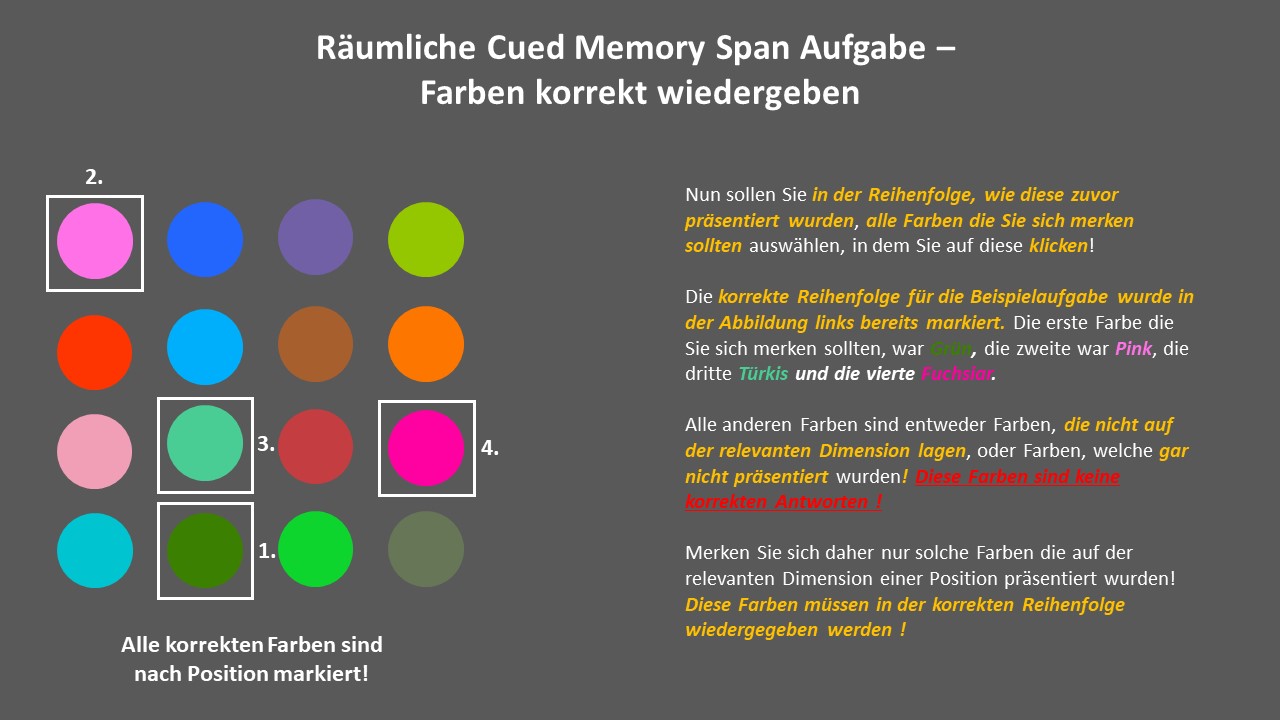 Räumliche Cued Memory Span Aufgabe –
Farben korrekt wiedergeben
2.
3.
4.
1.
Alle korrekten Farben sind
nach Position markiert!
Nun sollen Sie in der Reihenfolge, wie diese zuvor
präsentiert wurden, alle Farben die Sie sich merken
sollten auswählen, in dem Sie auf diese klicken!
Die korrekte Reihenfolge für die Beispielaufgabe wurde in
der Abbildung links bereits markiert. Die erste Farbe die
Sie sich merken sollten, war Grün, die zweite war Pink, die
dritte Türkis und die vierte Fuchsiar.
Alle anderen Farben sind entweder Farben, die nicht auf
der relevanten Dimension lagen, oder Farben, welche gar
nicht präsentiert wurden! Diese Farben sind keine
korrekten Antworten !
Merken Sie sich daher nur solche Farben die auf der
relevanten Dimension einer Position präsentiert wurden!
Diese Farben müssen in der korrekten Reihenfolge
wiedergegeben werden !